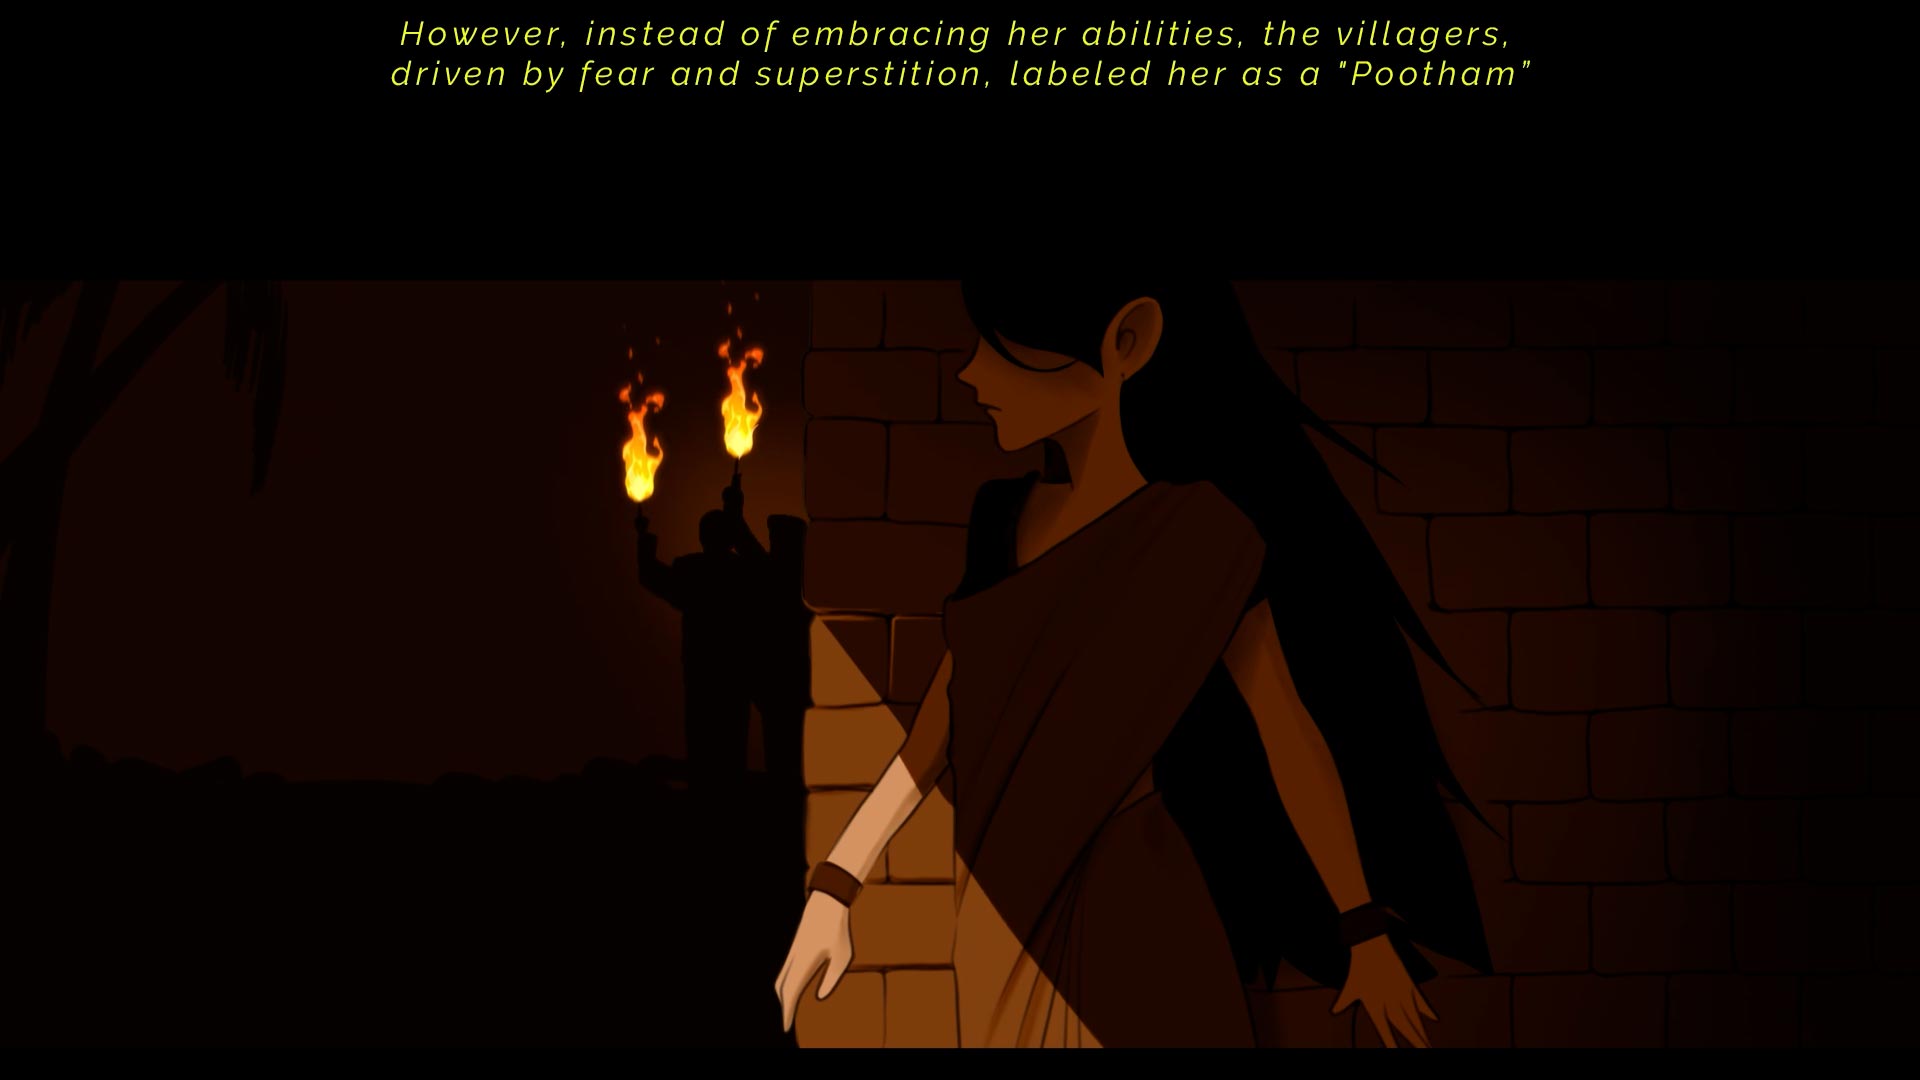 However, instead of embracing her abilities, the villagers,
driven by fear and superstition, labeled her as a "Pootham”